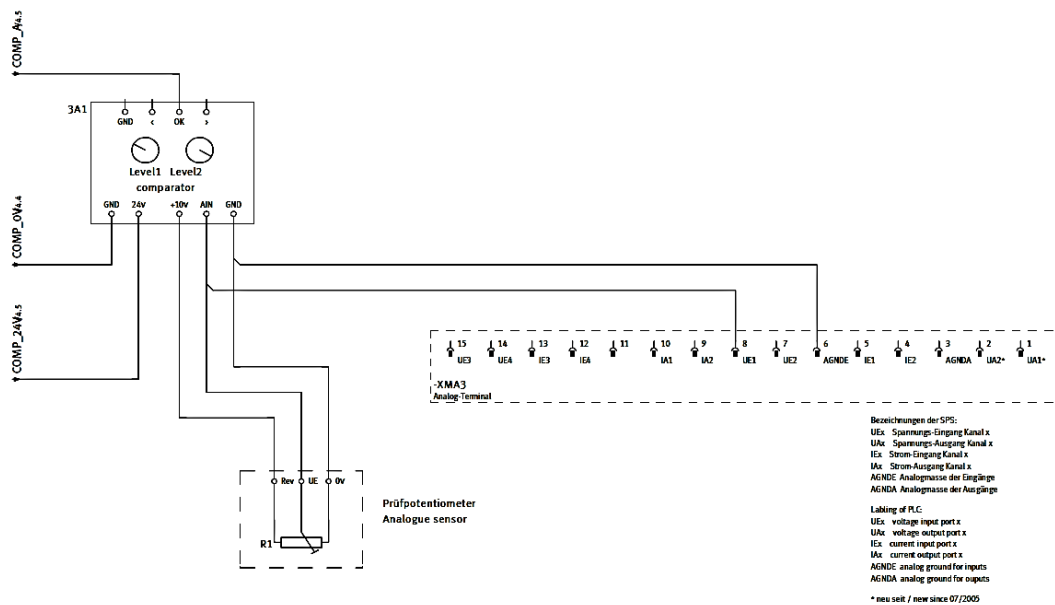 COMP_A/4.5
3A1
GND < OK >
Level1 Level2
comparator
GND 24v +10v AIN GND
COMP_0V4.4
COMP_24V4.5
15 14 13 12 11 10 9 8 7 6 5 4 3 2 1
UE3 UE4 IE3 IE4 IA1 IA2 UE1 UE2 AGNDE IE1 IE2 AGNDA UA2* UA1*
-XMA3
Analog-Terminal
Rev UE 0v
R1
Prüfpotentiometer
Analogue sensor
Bezeichnungen der SPS:
UEx Spannungs-Eingang Kanal x
UAx Spannungs-Ausgang Kanal x
IEx Strom-Eingang Kanal x
IAx Strom-Ausgang Kanal x
AGNDE Analogmasse der Eingänge
AGNDA Analogmasse der Ausgänge
Labling of PLC:
UEx voltage input port x
UAx voltage output port x
IEx current input port x
IAx current output port x
AGNDE analog ground for inputs
AGNDA analog ground for ouputs
* neu seit / new since 07/2005